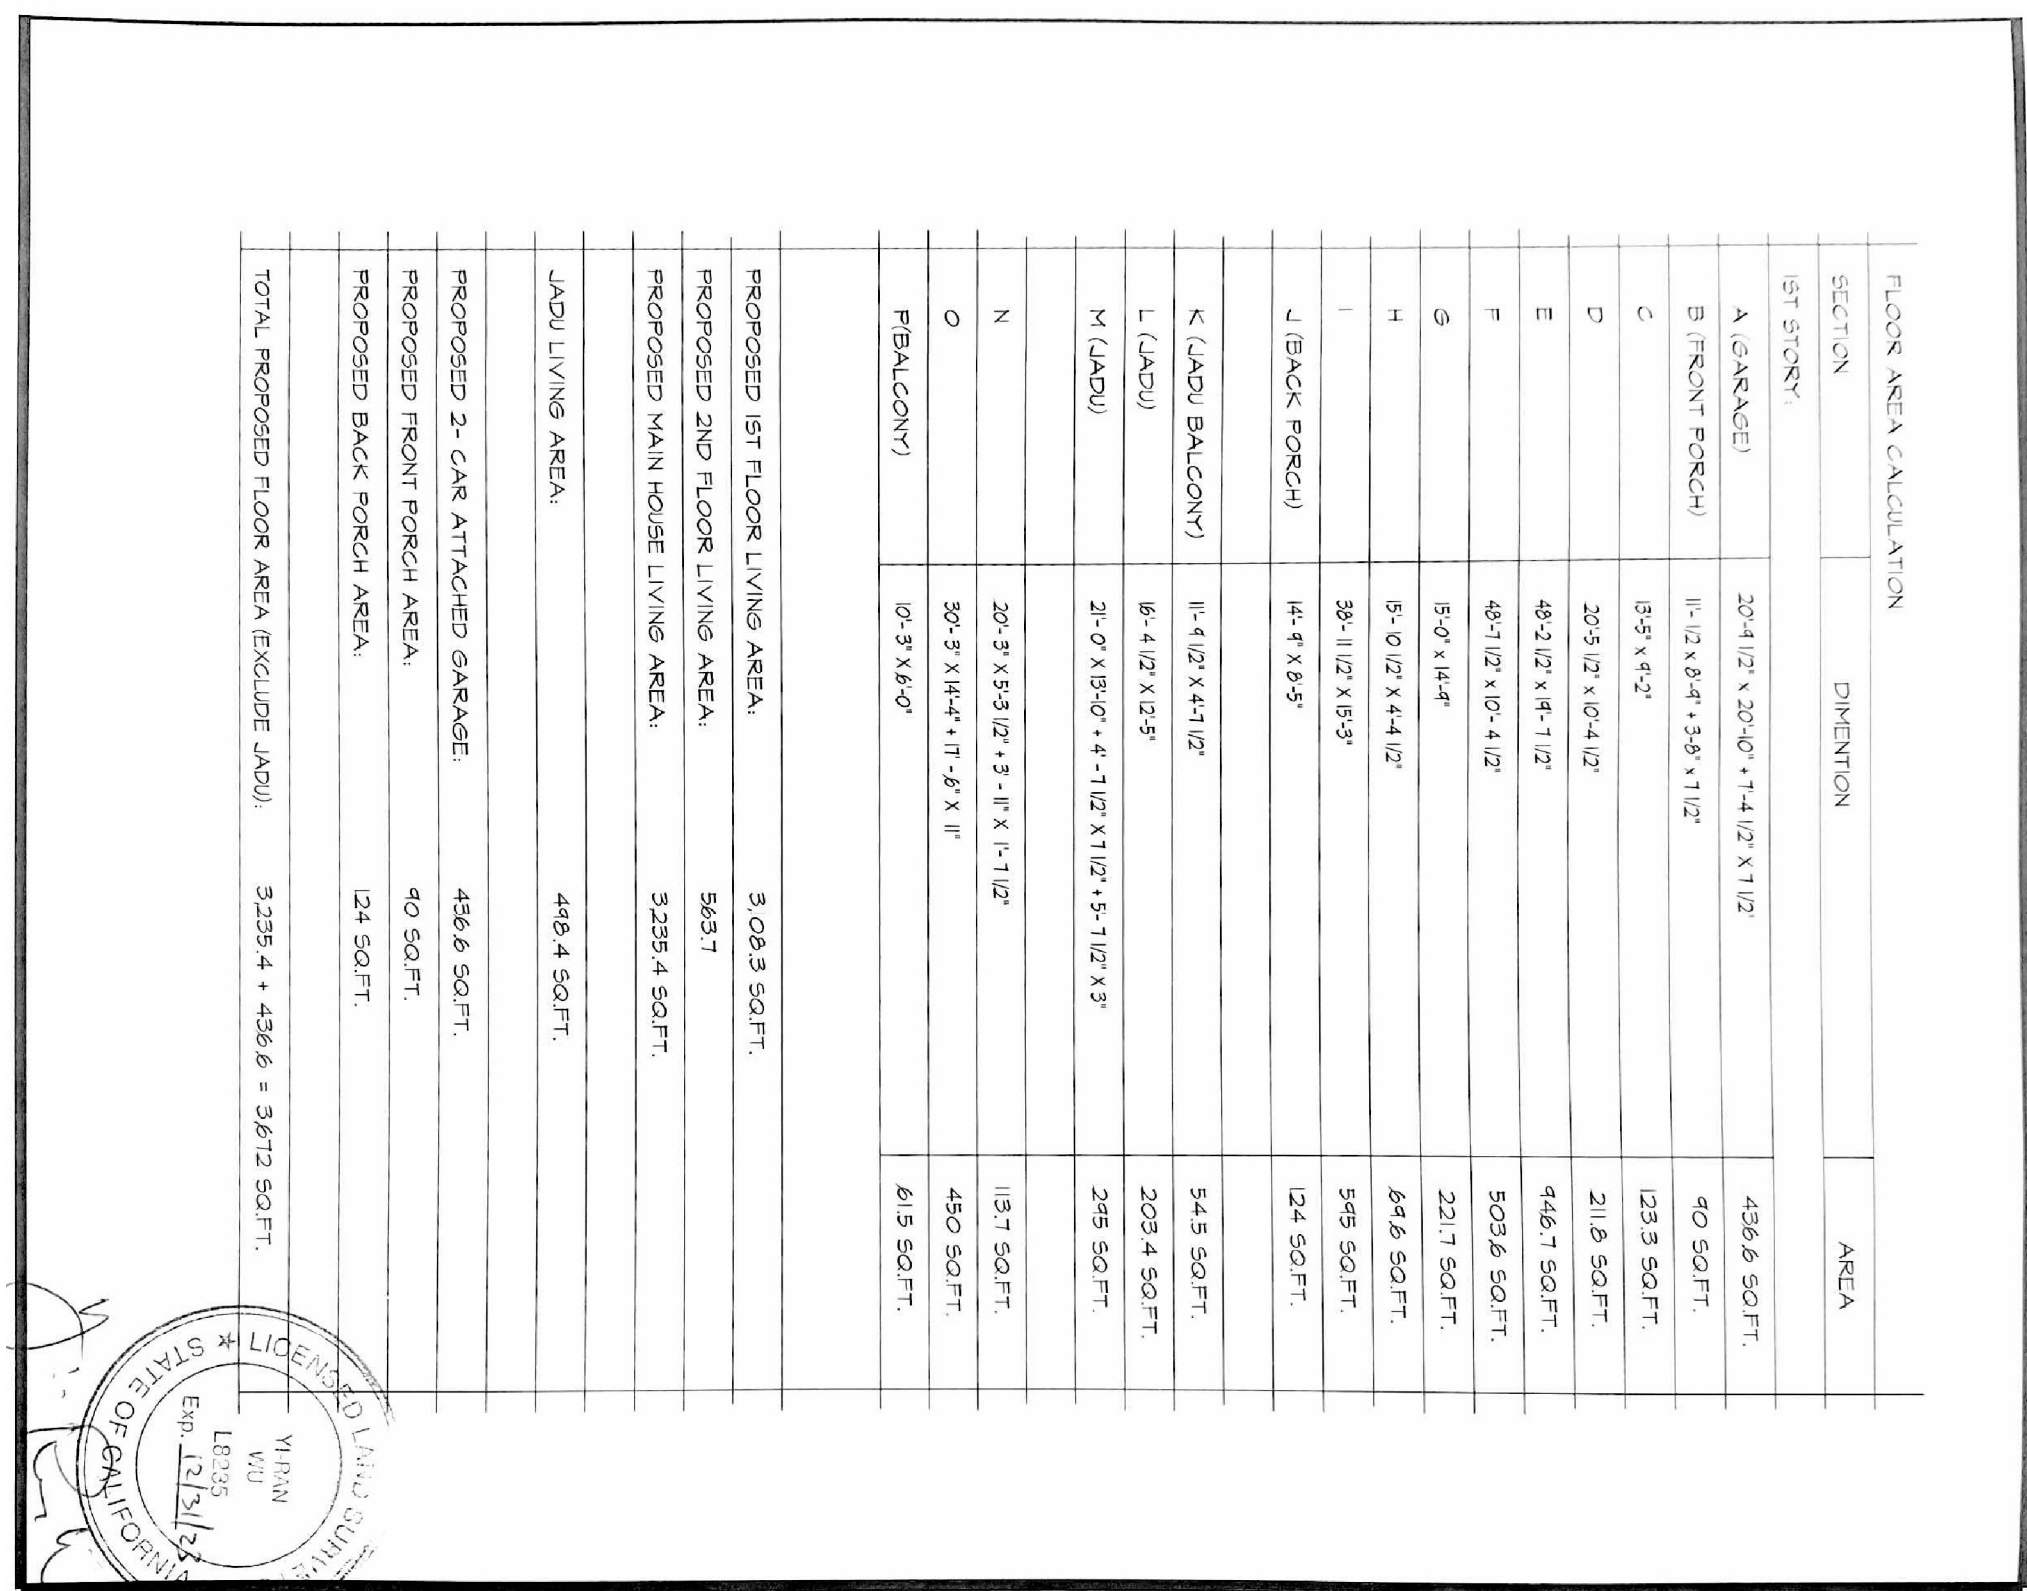 FLOOR AREA CALCULATION
SECTION DIMENTION AREA
1ST STORY:
A (GARAGE) 20'-9 1/2" x 20'-10" + 7'-4 1/2" X 7 1/2' 436.6 SQ.FT.
B (FRONT PORCH) 11'- 1/2 x 8'-9" + 3-8" x 7 1/2" 90 SQ.FT.
C 13'-5" x 9'-2" 123.3 SQ.FT.
D 20'-5 1/2" x 10'-4 1/2" 211.8 SQ.FT.
E 48'-2 1/2" x 19'- 7 1/2" 946.7 SQ.FT.
F 48'-7 1/2" x 10'- 4 1/2" 503.6 SQ.FT.
G 15'-0" x 14'-9" 221.7 SQ.FT.
H 15'- 10 1/2" X 4'-4 1/2" 69.6 SQ.FT.
I 38'- 11 1/2" X 15'-3" 595 SQ.FT.
J (BACK PORCH) 14'- 9" X 8'-5" 124 SQ.FT.
K (JADU BALCONY) 11'- 9 1/2" X 4'-7 1/2" 54.5 SQ.FT.
L (JADU) 16'- 4 1/2" X 12'-5" 203.4 SQ.FT.
M (JADU) 21'- 0" X 13'-10" + 4' -7 1/2" X 7 1/2" + 5'- 7 1/2" X 3" 295 SQ.FT.
N 20'- 3" X 5'-3 1/2" + 3' - 11" X 1'- 7 1/2" 113.7 SQ.FT.
O 30'- 3" X 14'-4" + 17' -6" X 11" 450 SQ.FT.
P(BALCONY) 10'- 3" X 6'-0" 61.5 SQ.FT.
PROPOSED 1ST FLOOR LIVING AREA: 3,108.3 SQ.FT.
PROPOSED 2ND FLOOR LIVING AREA: 563.7
PROPOSED MAIN HOUSE LIVING AREA: 3,235.4 SQ.FT.
JADU LIVING AREA: 498.4 SQ.FT.
PROPOSED 2- CAR ATTACHED GARAGE: 436.6 SQ.FT.
PROPOSED FRONT PORCH AREA: 90 SQ.FT.
PROPOSED BACK PORCH AREA: 124 SQ.FT.
TOTAL PROPOSED FLOOR AREA (EXCLUDE JADU): 3,235.4 + 436.6 = 3,672 SQ.FT.
LICENSED LAND
STATE OF CALIFORNIA
YI-RAN
WU
L8235
Exp. 12/31/23